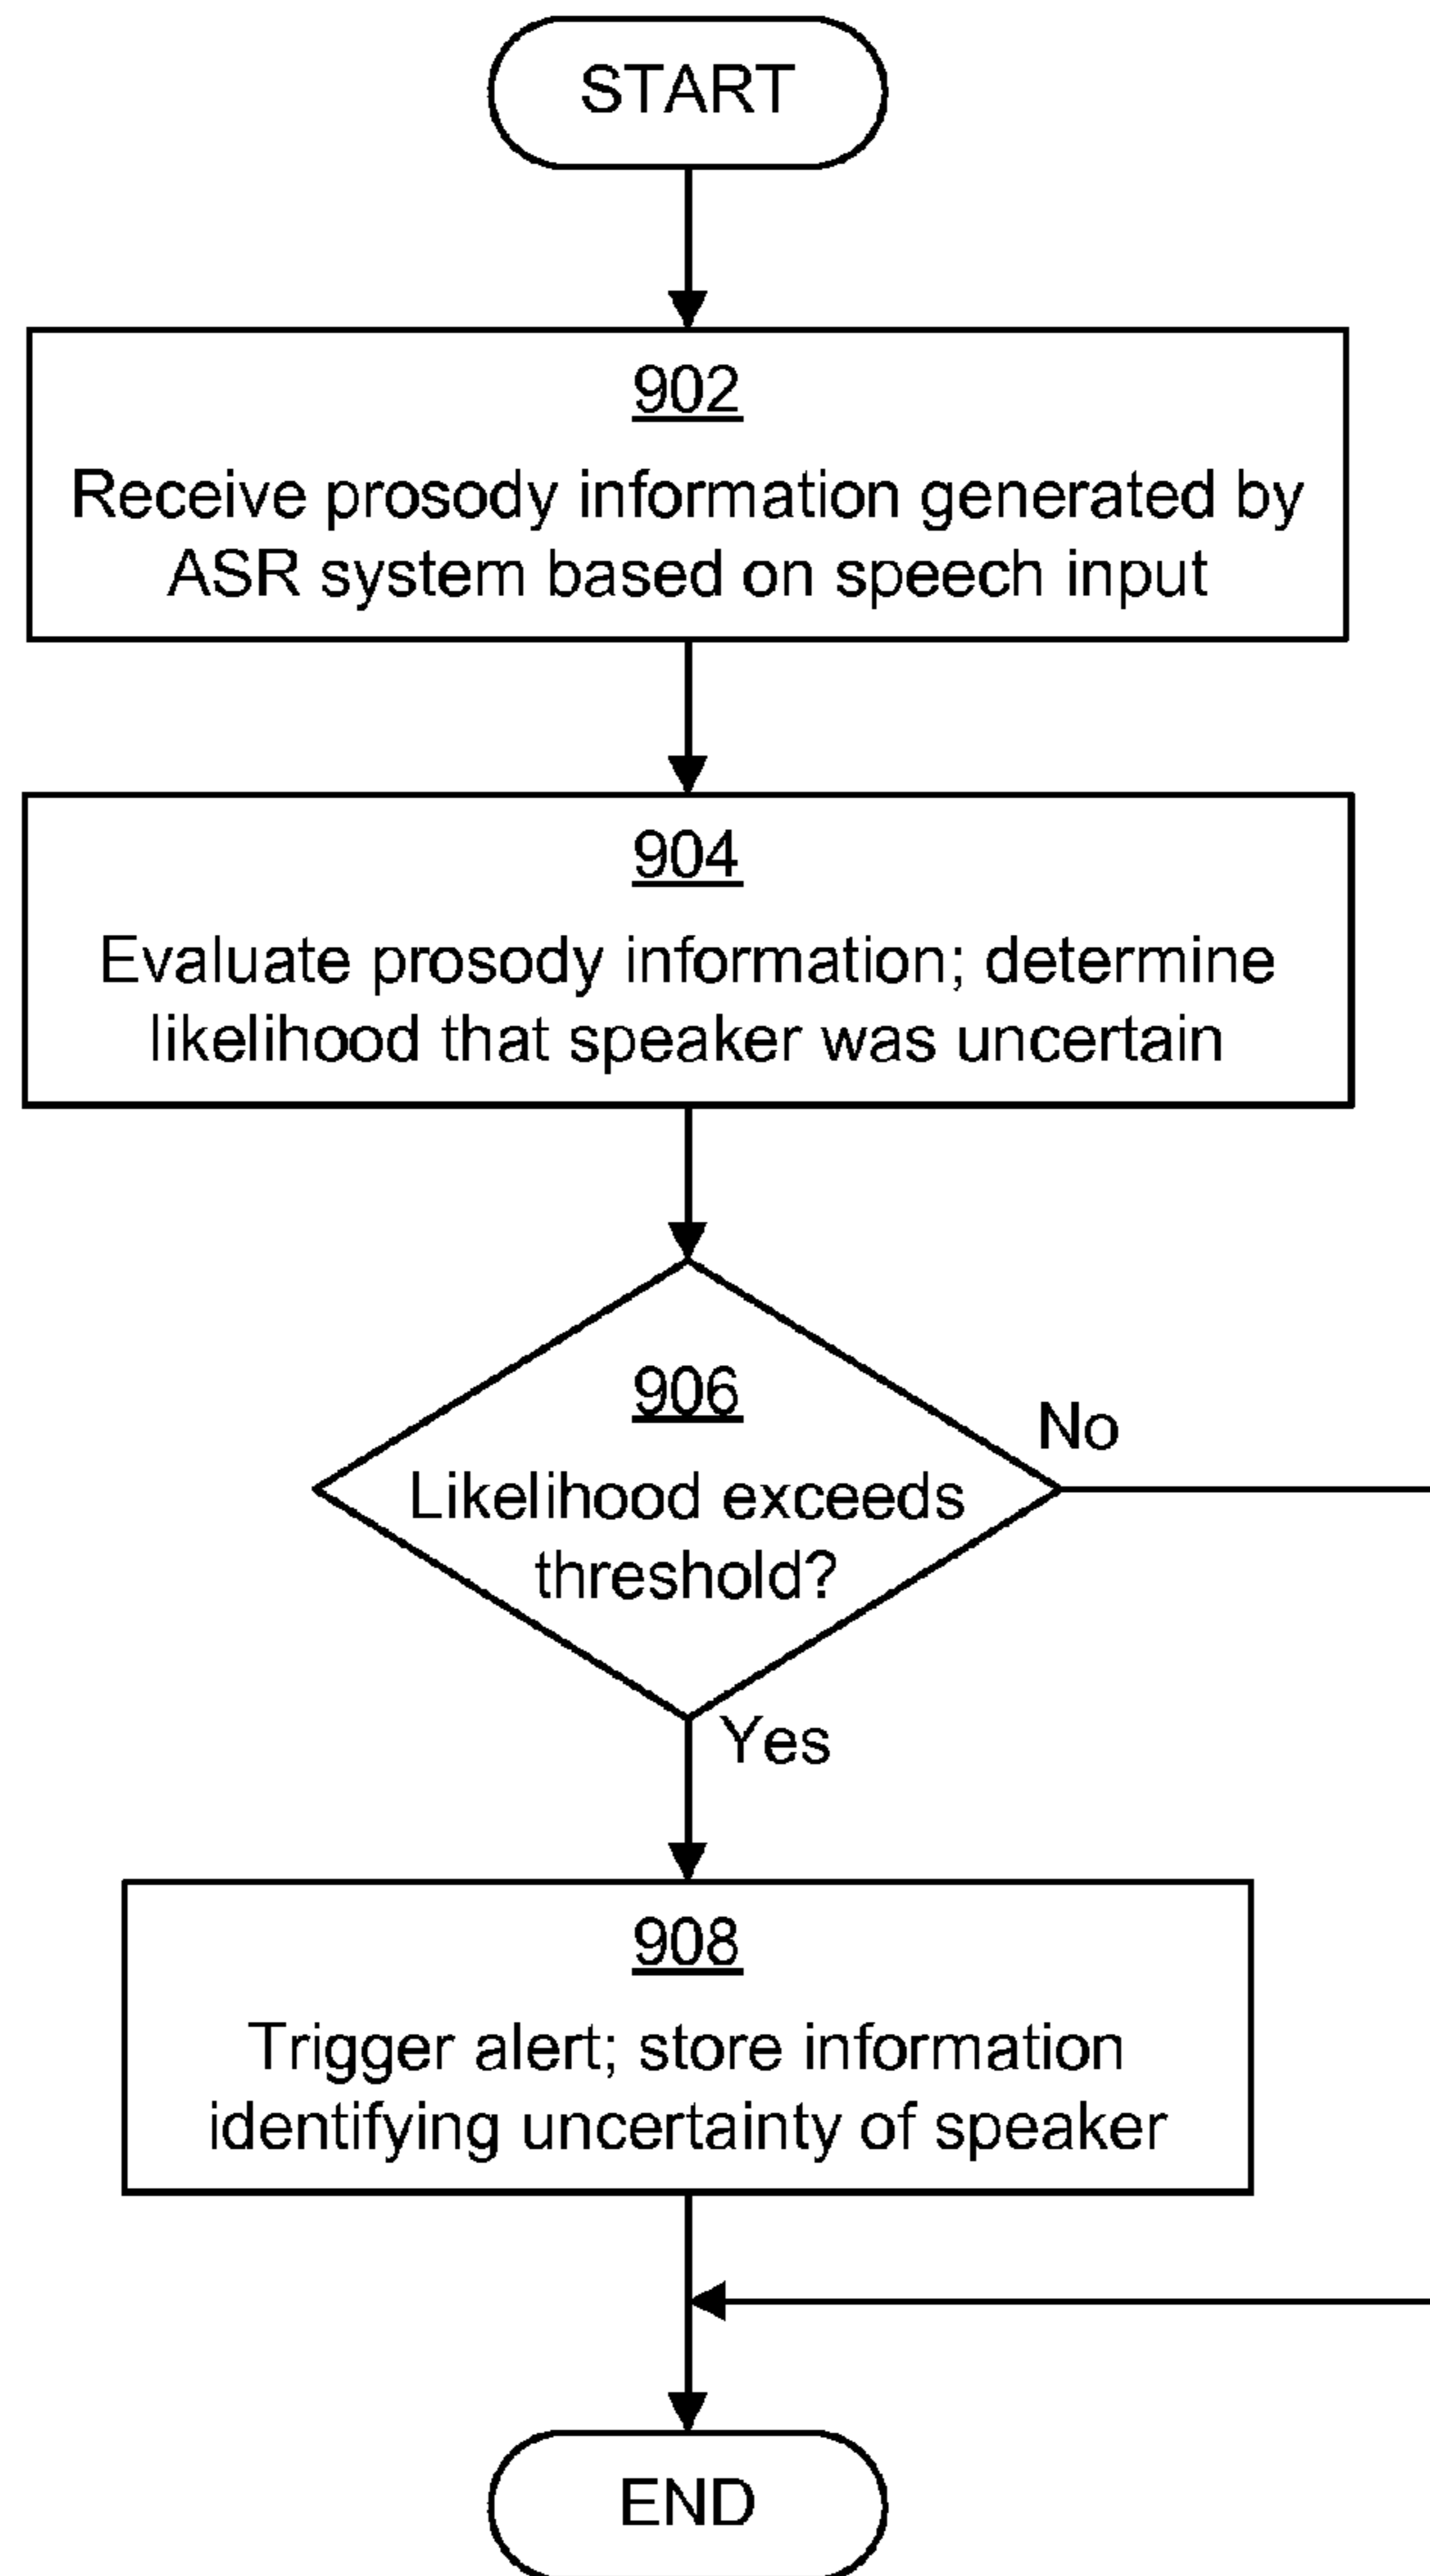 START
902
Receive prosody information generated by
ASR system based on speech input
904
Evaluate prosody information; determine
likelihood that speaker was uncertain
906
Likelihood exceeds
threshold?
No
Yes
908
Trigger alert; store information
identifying uncertainty of speaker
END